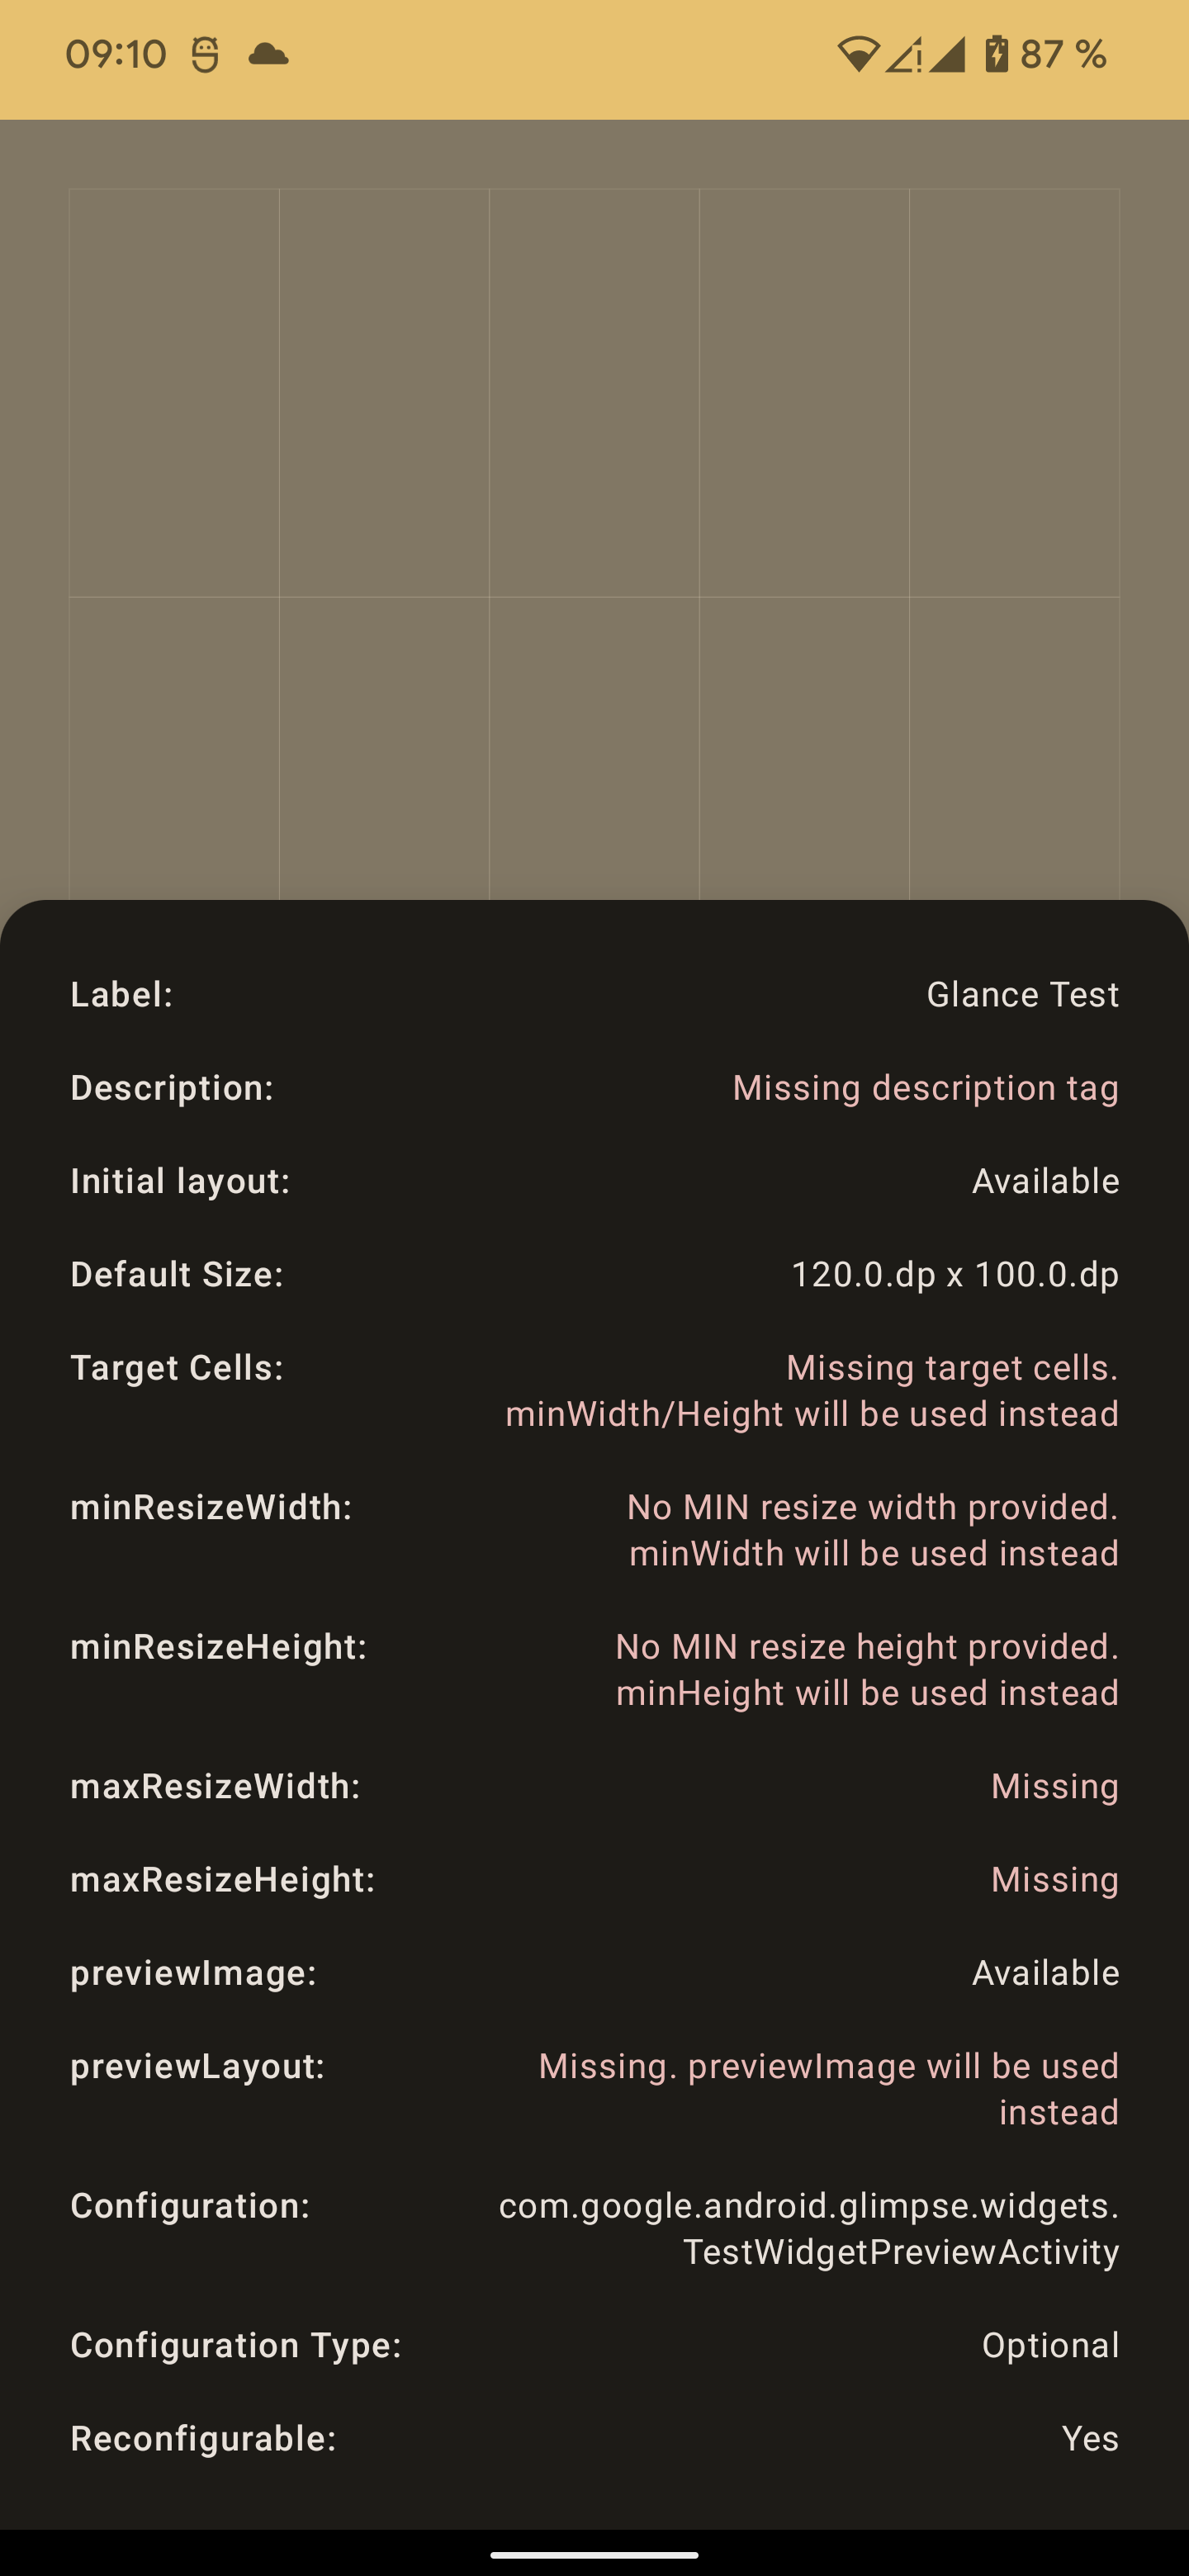 09:10 87 %
Label: Glance Test
Description: Missing description tag
Initial layout: Available
Default Size: 120.0.dp x 100.0.dp
Target Cells: Missing target cells.
minWidth/Height will be used instead
minResizeWidth: No MIN resize width provided.
minWidth will be used instead
minResizeHeight: No MIN resize height provided.
minHeight will be used instead
maxResizeWidth: Missing
maxResizeHeight: Missing
previewImage: Available
previewLayout: Missing. previewImage will be used
instead
Configuration: com.google.android.glimpse.widgets.
TestWidgetPreviewActivity
Configuration Type: Optional
Reconfigurable: Yes